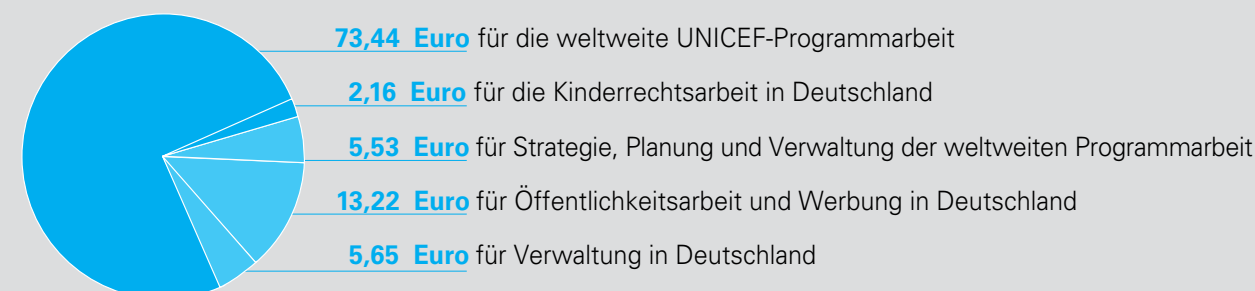 73,44 Euro für die weltweite UNICEF-Programmarbeit
2,16 Euro für die Kinderrechtsarbeit in Deutschland
5,53 Euro für Strategie, Planung und Verwaltung der weltweiten Programmarbeit
13,22 Euro für Öffentlichkeitsarbeit und Werbung in Deutschland
5,65 Euro für Verwaltung in Deutschland